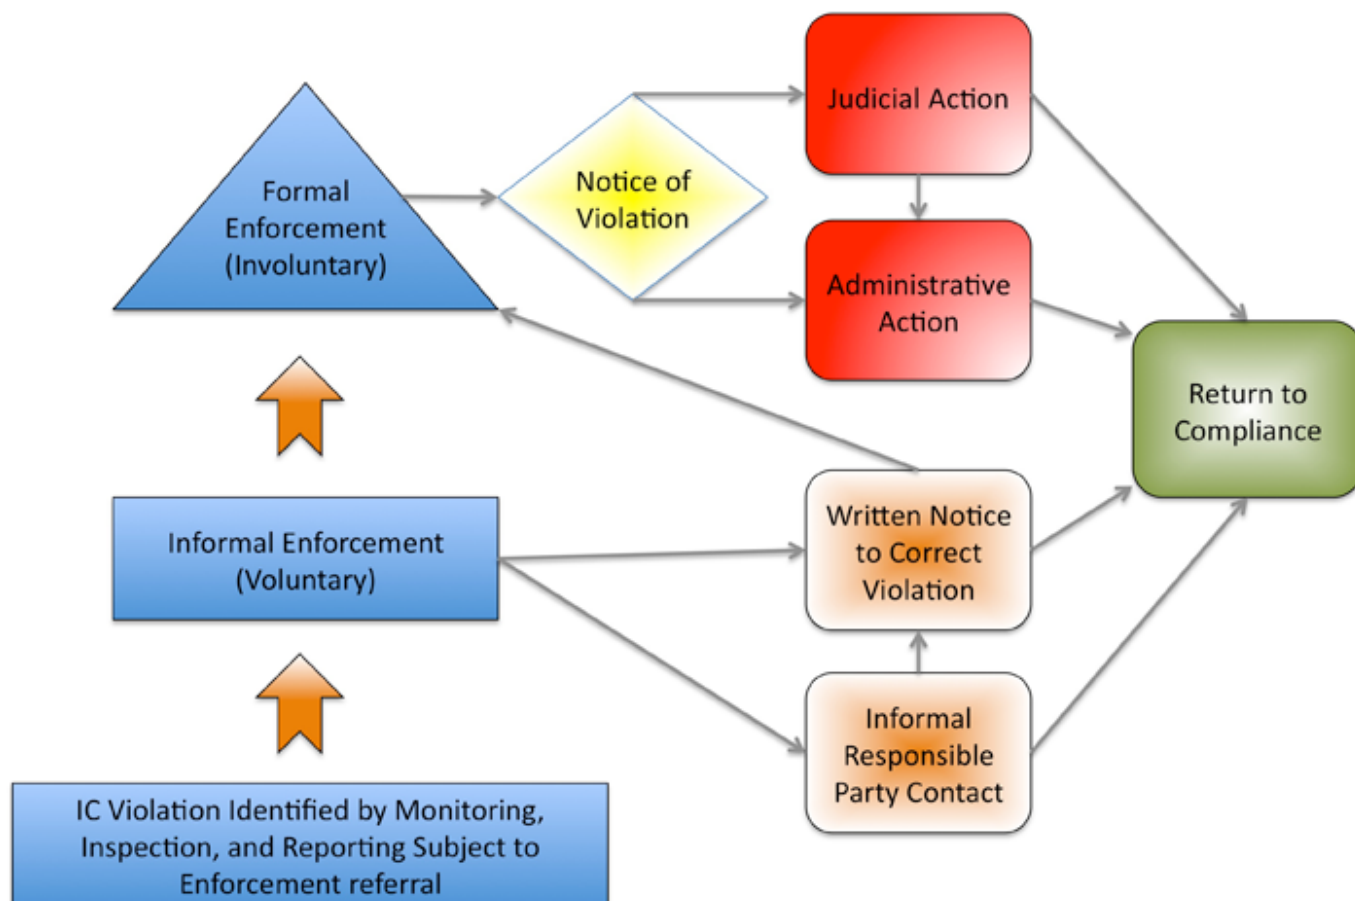 Judicial Action
Formal
Enforcement
(Involuntary)
Notice of
Violation
Administrative
Action
Return to
Compliance
Informal Enforcement
(Voluntary)
Written Notice
to Correct
Violation
Informal
Responsible
Party Contact
IC Violation Identified by Monitoring,
Inspection, and Reporting Subject to
Enforcement referral